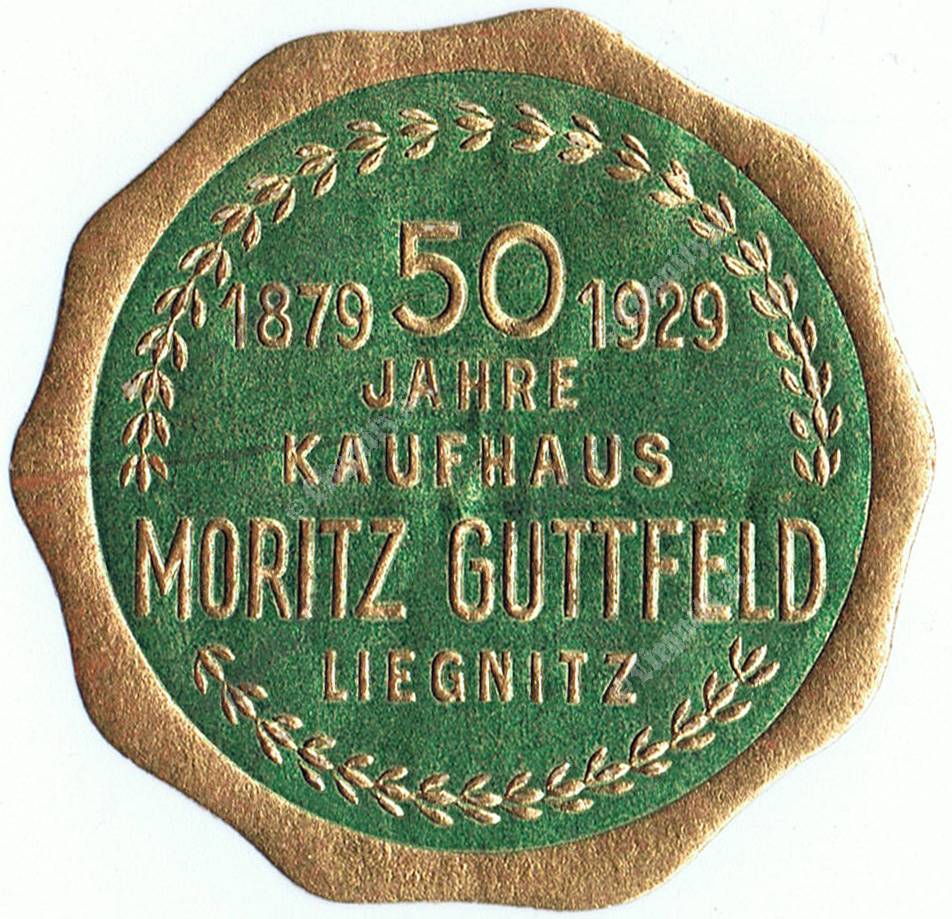 1879 50 1929
JAHRE
KAUFHAUS
MORITZ GUTTFELD
LIEGNITZ